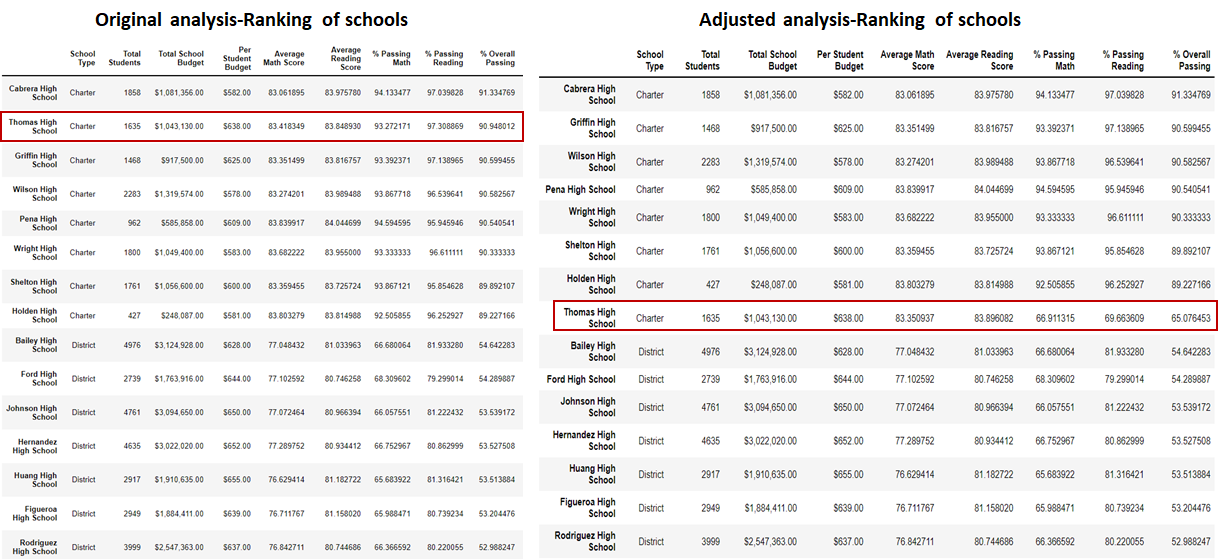 Original analysis-Ranking of schools
School Type Total Students Total School Budget Per Student Budget Average Math Score Average Reading Score % Passing Math % Passing Reading % Overall Passing
Cabrera High School Charter 1858 $1,081,356.00 $582.00 83.061895 83.975780 94.133477 97.039828 91.334769
Thomas High School Charter 1635 $1,043,130.00 $638.00 83.418349 83.848930 93.272171 97.308869 90.948012
Griffin High School Charter 1468 $917,500.00 $625.00 83.351499 83.816757 93.392371 97.138965 90.599455
Wilson High School Charter 2283 $1,319,574.00 $578.00 83.274201 83.989488 93.867718 96.539641 90.582567
Pena High School Charter 962 $585,858.00 $609.00 83.839917 84.044699 94.594595 95.945946 90.540541
Wright High School Charter 1800 $1,049,400.00 $583.00 83.682222 83.955000 93.333333 96.611111 90.333333
Shelton High School Charter 1761 $1,056,600.00 $600.00 83.359455 83.725724 93.867121 95.854628 89.892107
Holden High School Charter 427 $248,087.00 $581.00 83.803279 83.814988 92.505855 96.252927 89.227166
Bailey High School District 4976 $3,124,928.00 $628.00 77.048432 81.033963 66.680064 81.933280 54.642283
Ford High School District 2739 $1,763,916.00 $644.00 77.102592 80.746258 68.309602 79.299014 54.289887
Johnson High School District 4761 $3,094,650.00 $650.00 77.072464 80.966394 66.057551 81.222432 53.539172
Hernandez High School District 4635 $3,022,020.00 $652.00 77.289752 80.934412 66.752967 80.862999 53.527508
Huang High School District 2917 $1,910,635.00 $655.00 76.629414 81.182722 65.683922 81.316421 53.513884
Figueroa High School District 2949 $1,884,411.00 $639.00 76.711767 81.158020 65.988471 80.739234 53.204476
Rodriguez High School District 3999 $2,547,363.00 $637.00 76.842711 80.744686 66.366592 80.220055 52.988247
Adjusted analysis-Ranking of schools
School Type Total Students Total School Budget Per Student Budget Average Math Score Average Reading Score % Passing Math % Passing Reading % Overall Passing
Cabrera High School Charter 1858 $1,081,356.00 $582.00 83.061895 83.975780 94.133477 97.039828 91.334769
Griffin High School Charter 1468 $917,500.00 $625.00 83.351499 83.816757 93.392371 97.138965 90.599455
Wilson High School Charter 2283 $1,319,574.00 $578.00 83.274201 83.989488 93.867718 96.539641 90.582567
Pena High School Charter 962 $585,858.00 $609.00 83.839917 84.044699 94.594595 95.945946 90.540541
Wright High School Charter 1800 $1,049,400.00 $583.00 83.682222 83.955000 93.333333 96.611111 90.333333
Shelton High School Charter 1761 $1,056,600.00 $600.00 83.359455 83.725724 93.867121 95.854628 89.892107
Holden High School Charter 427 $248,087.00 $581.00 83.803279 83.814988 92.505855 96.252927 89.227166
Thomas High School Charter 1635 $1,043,130.00 $638.00 83.350937 83.896082 66.911315 69.663609 65.076453
Bailey High School District 4976 $3,124,928.00 $628.00 77.048432 81.033963 66.680064 81.933280 54.642283
Ford High School District 2739 $1,763,916.00 $644.00 77.102592 80.746258 68.309602 79.299014 54.289887
Johnson High School District 4761 $3,094,650.00 $650.00 77.072464 80.966394 66.057551 81.222432 53.539172
Hernandez High School District 4635 $3,022,020.00 $652.00 77.289752 80.934412 66.752967 80.862999 53.527508
Huang High School District 2917 $1,910,635.00 $655.00 76.629414 81.182722 65.683922 81.316421 53.513884
Figueroa High School District 2949 $1,884,411.00 $639.00 76.711767 81.158020 65.988471 80.739234 53.204476
Rodriguez High School District 3999 $2,547,363.00 $637.00 76.842711 80.744686 66.366592 80.220055 52.988247